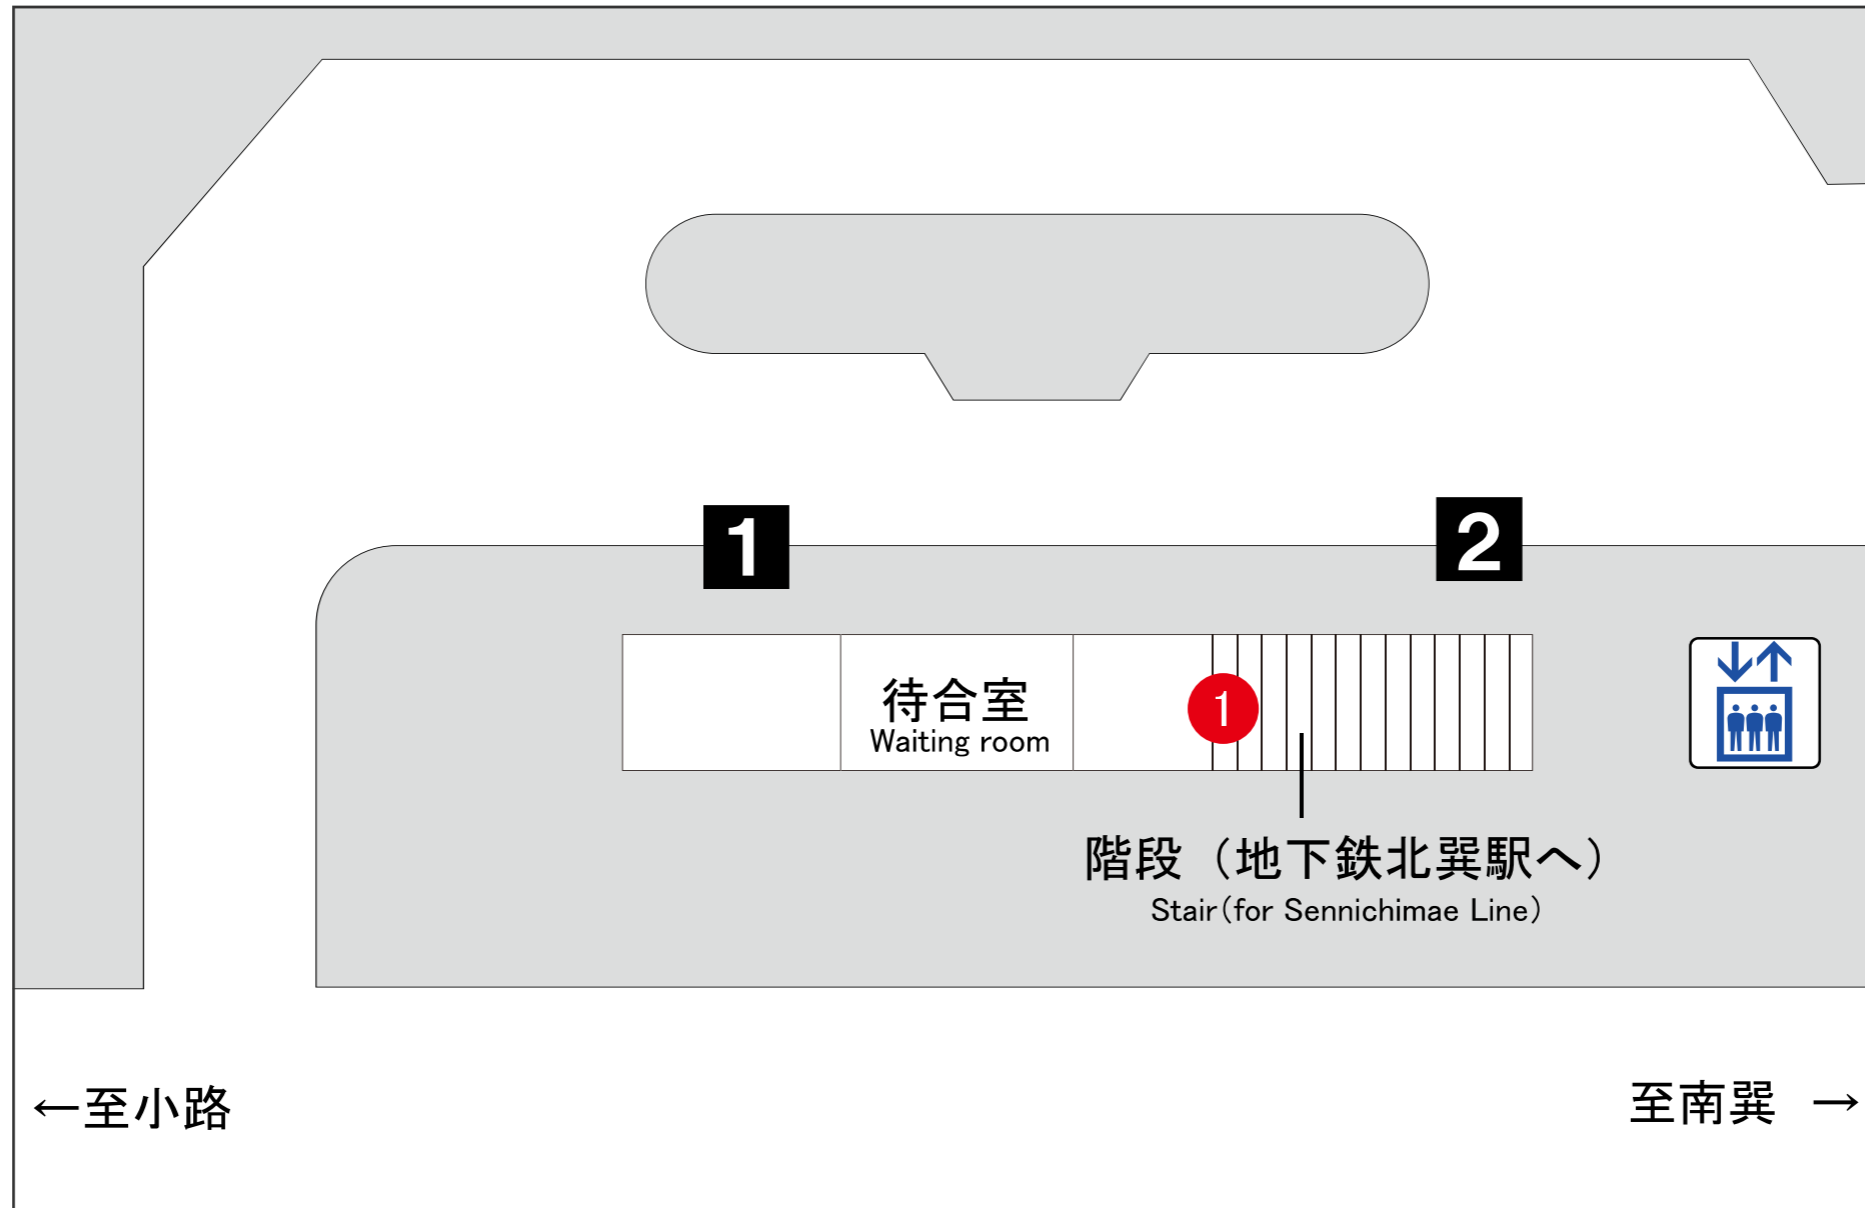 1
2
待合室
Waiting room
1
階段（地下鉄北巽駅へ）
Stair(for Sennichimae Line)
←至小路
至南巽 →